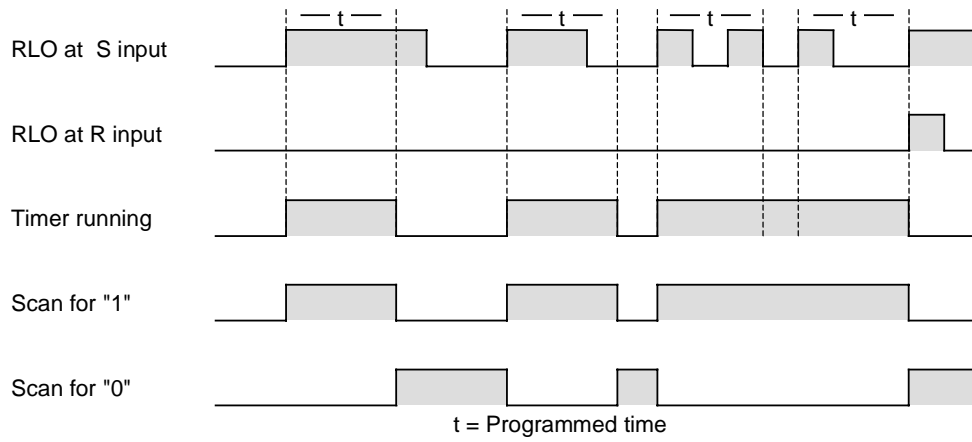 t t t t
RLO at S input
RLO at R input
Timer running
Scan for "1"
Scan for "0"
t = Programmed time